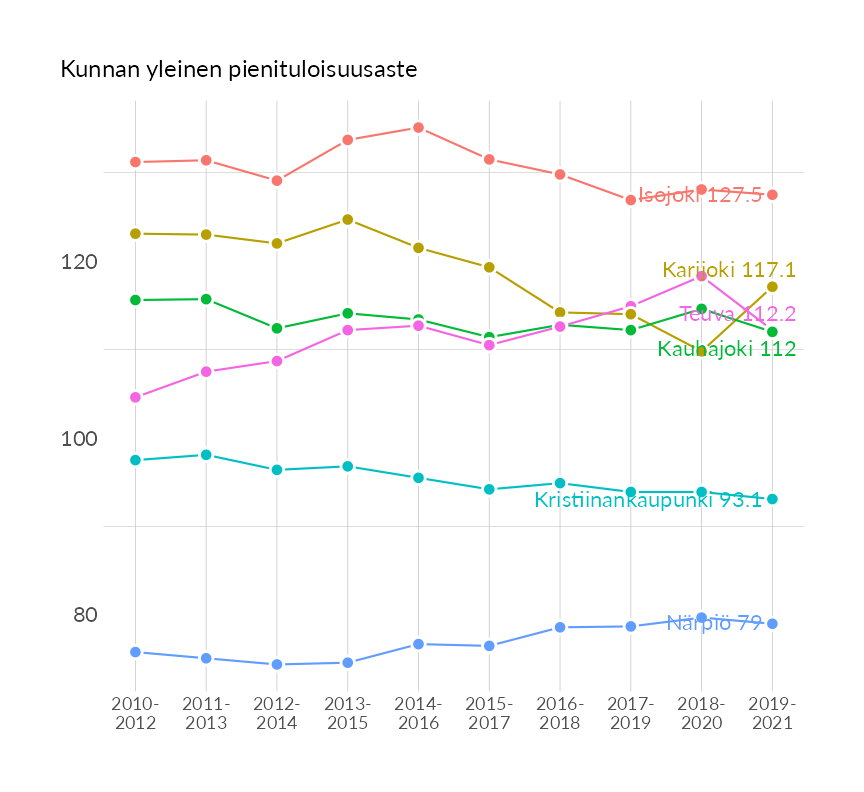 Kunnan yleinen pienituloisuusaste
Isojoki 127.5
120
Karijoki 117.1
Teuva 112.2
Kauhajoki 112
100
Kristiinankaupunki 93.1
80
Närpiö 79
2010-2012 2011-2013 2012-2014 2013-2015 2014-2016 2015-2017 2016-2018 2017-2019 2018-2020 2019-2021